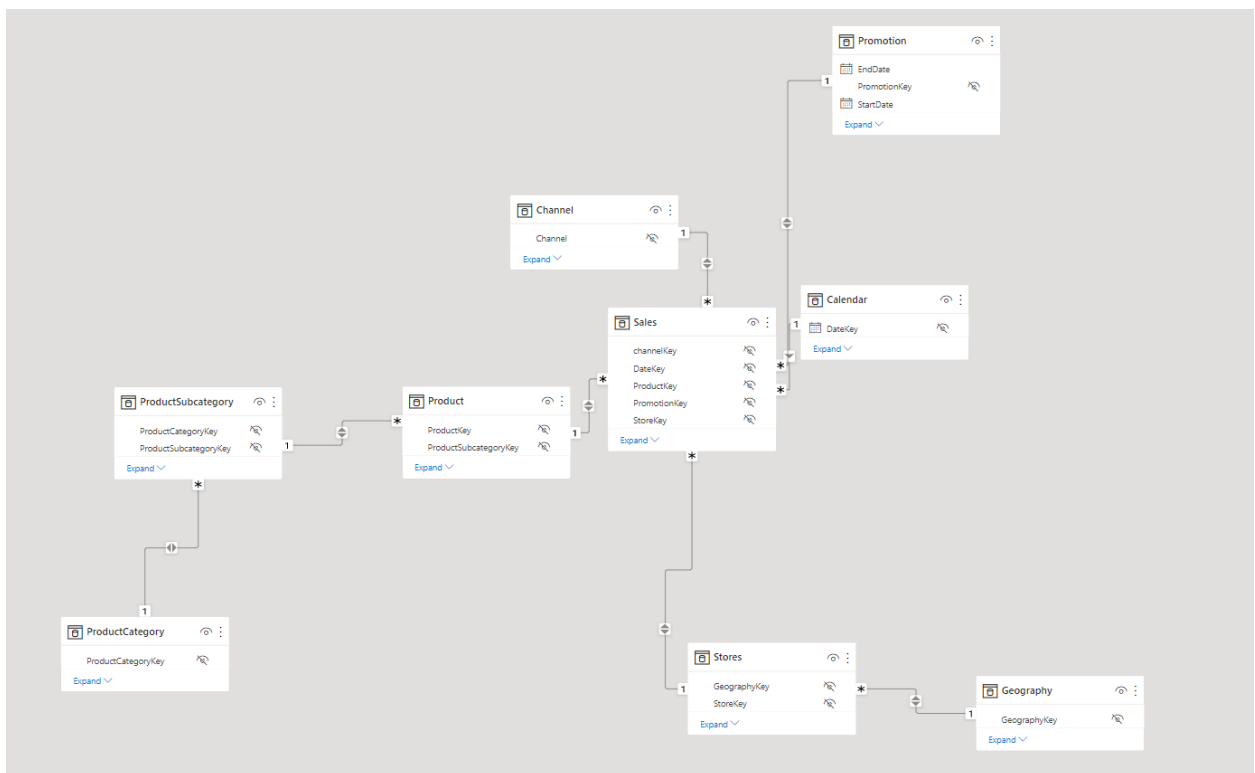 Promotion
EndDate
PromotionKey
StartDate
Expand
1
Channel
Channel
Expand
1
*
Calendar
DateKey
Expand
1
Sales
channelKey
DateKey
ProductKey
PromotionKey
StoreKey
Expand
*
*
*
*
ProductSubcategory
ProductCategoryKey
ProductSubcategoryKey
Expand
1
*
Product
ProductKey
ProductSubcategoryKey
Expand
*
1
ProductCategory
ProductCategoryKey
Expand
1
Stores
GeographyKey
StoreKey
Expand
1
*
Geography
GeographyKey
Expand
1